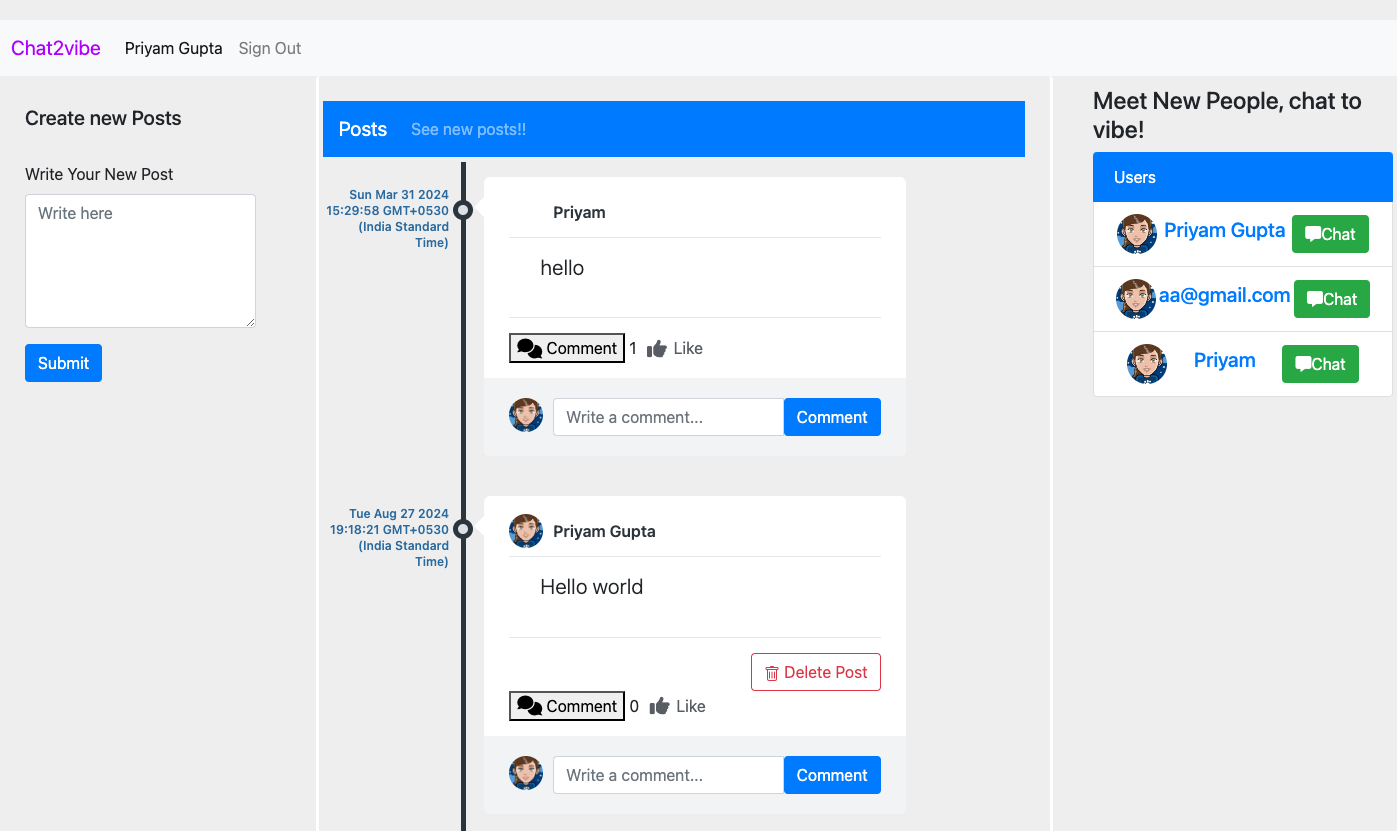 Chat2vibe Priyam Gupta Sign Out
Create new Posts
Write Your New Post
Write here
Submit
Posts See new posts!!
Sun Mar 31 2024
15:29:58 GMT+0530
(India Standard
Time)
Priyam
hello
Comment 1 Like
Write a comment... Comment
Tue Aug 27 2024
19:18:21 GMT+0530
(India Standard
Time)
Priyam Gupta
Hello world
Delete Post
Comment 0 Like
Write a comment... Comment
Meet New People, chat to
vibe!
Users
Priyam Gupta Chat
aa@gmail.com Chat
Priyam Chat